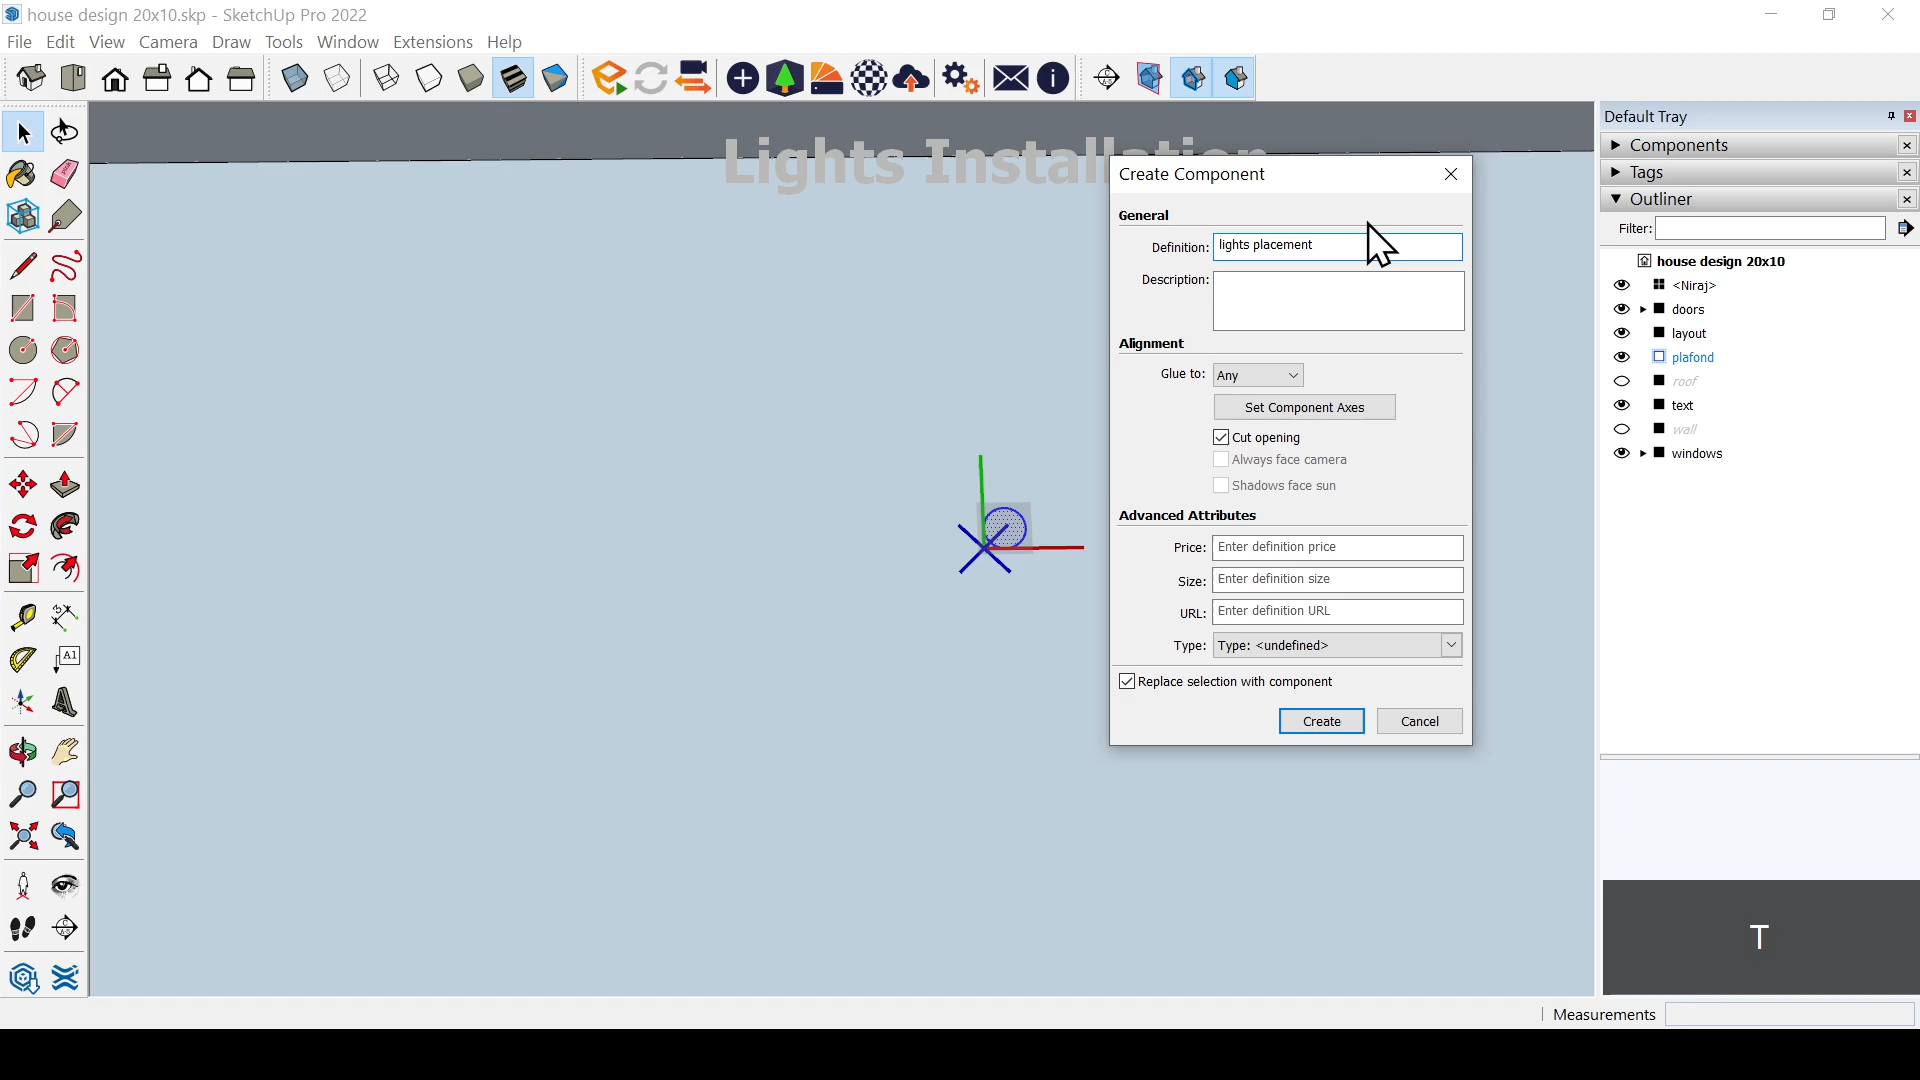 house design 20x10.skp - SketchUp Pro 2022
File Edit View Camera Draw Tools Window Extensions Help
Lights Installation
Create Component
General
Definition: lights placement
Description:
Alignment
Glue to: Any
Set Component Axes
Cut opening
Always face camera
Shadows face sun
Advanced Attributes
Price: Enter definition price
Size: Enter definition size
URL: Enter definition URL
Type: Type: <undefined>
Replace selection with component
Create Cancel
Default Tray
Components
Tags
Outliner
Filter:
house design 20x10
<Niraj>
doors
layout
plafond
roof
text
wall
windows
A1
T
Measurements